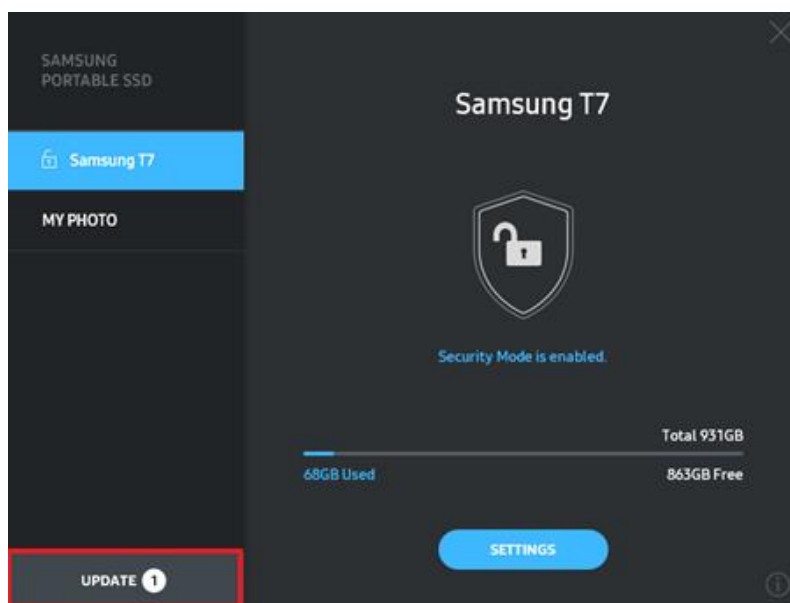 SAMSUNG
PORTABLE SSD
Samsung T7
MY PHOTO
UPDATE 1
Samsung T7
Security Mode is enabled.
Total 931GB
68GB Used
863GB Free
SETTINGS